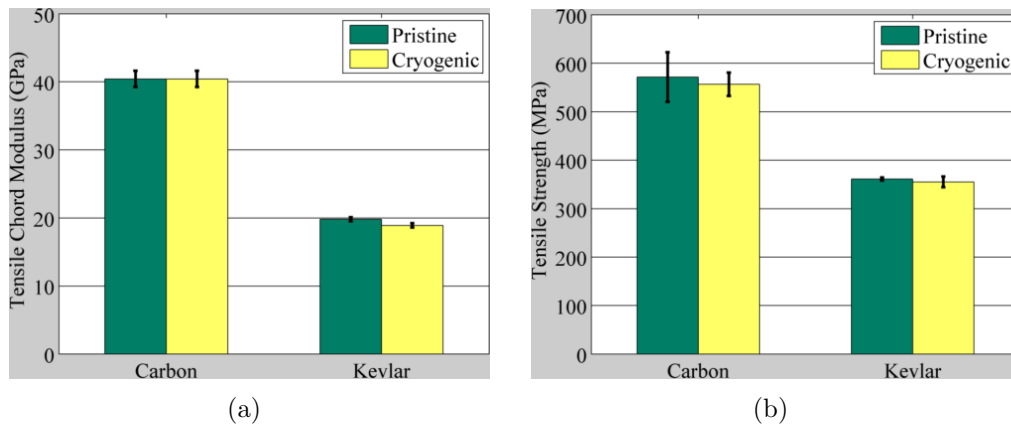 Tensile Chord Modulus (GPa)
50
40
30
20
10
0
Pristine
Cryogenic
Carbon
Kevlar
(a)
Tensile Strength (MPa)
700
600
500
400
300
200
100
0
Pristine
Cryogenic
Carbon
Kevlar
(b)